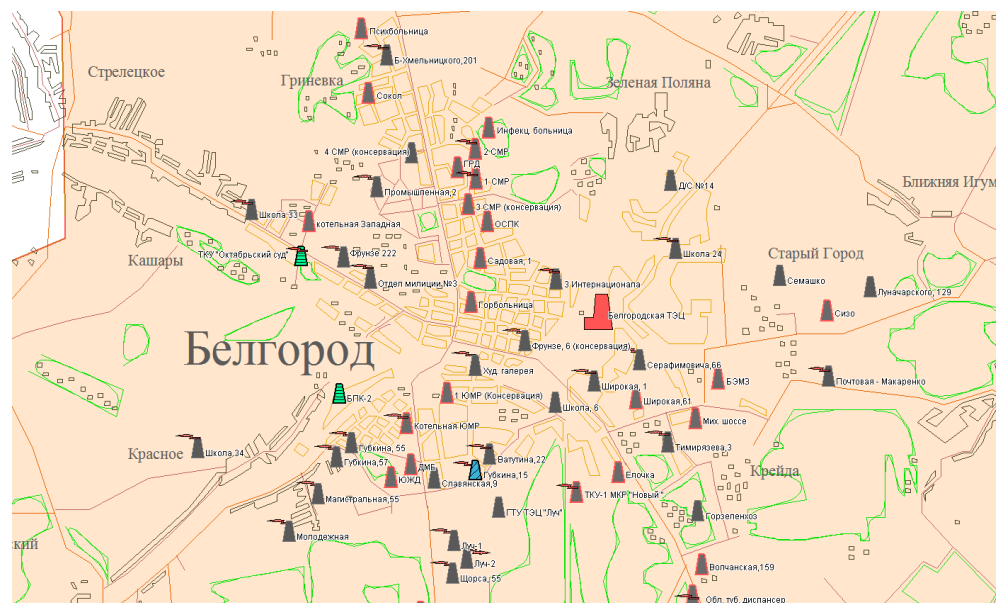 Психбольница
Б-Хмельницкого,201
Стрелецкое
Гриневка
Зеленая Поляна
Сокол
Инфекц. больница
4 СМР (консервация)
2 СМР
ГРД
1 СМР
Промышленная,2
Д/С №14
Ближняя Игум
3 СМР (консервация)
Школа 33
котельная Западная
ОСПК
Кашары
ТКУ "Октябрьский суд"
Фрунзе 222
Садовая, 1
Школа 24
Старый Город
Отдел милиции №3
3 Интернационала
Семашко
Луначарского, 129
Горбольница
Белгородская ТЭЦ
Сизо
Белгород
Фрунзе, 6 (консервация)
Худ. галерея
Серафимовича,66
БЭМЗ
Почтовая - Макаренко
Широкая, 1
БПК-2
1 ЮМР (Консервация)
Школа, 6
Широкая,61
Котельная ЮМР
Мих. шоссе
Красное
Школа,34
Губкина, 55
Тимирязева,3
Губкина,57
Ватутина,22
ДМБ
Крейда
ЮЖД
Славянская,9
Губкина,15
Елочка
Магистральная,55
ТКУ-1 МКР "Новый"
ГТУ ТЭЦ "Луч"
Горзеленхоз
Молодежная
ский
Луч-1
Луч-2
Щорса, 55
Волчанская,159
Обл. туб. диспансер